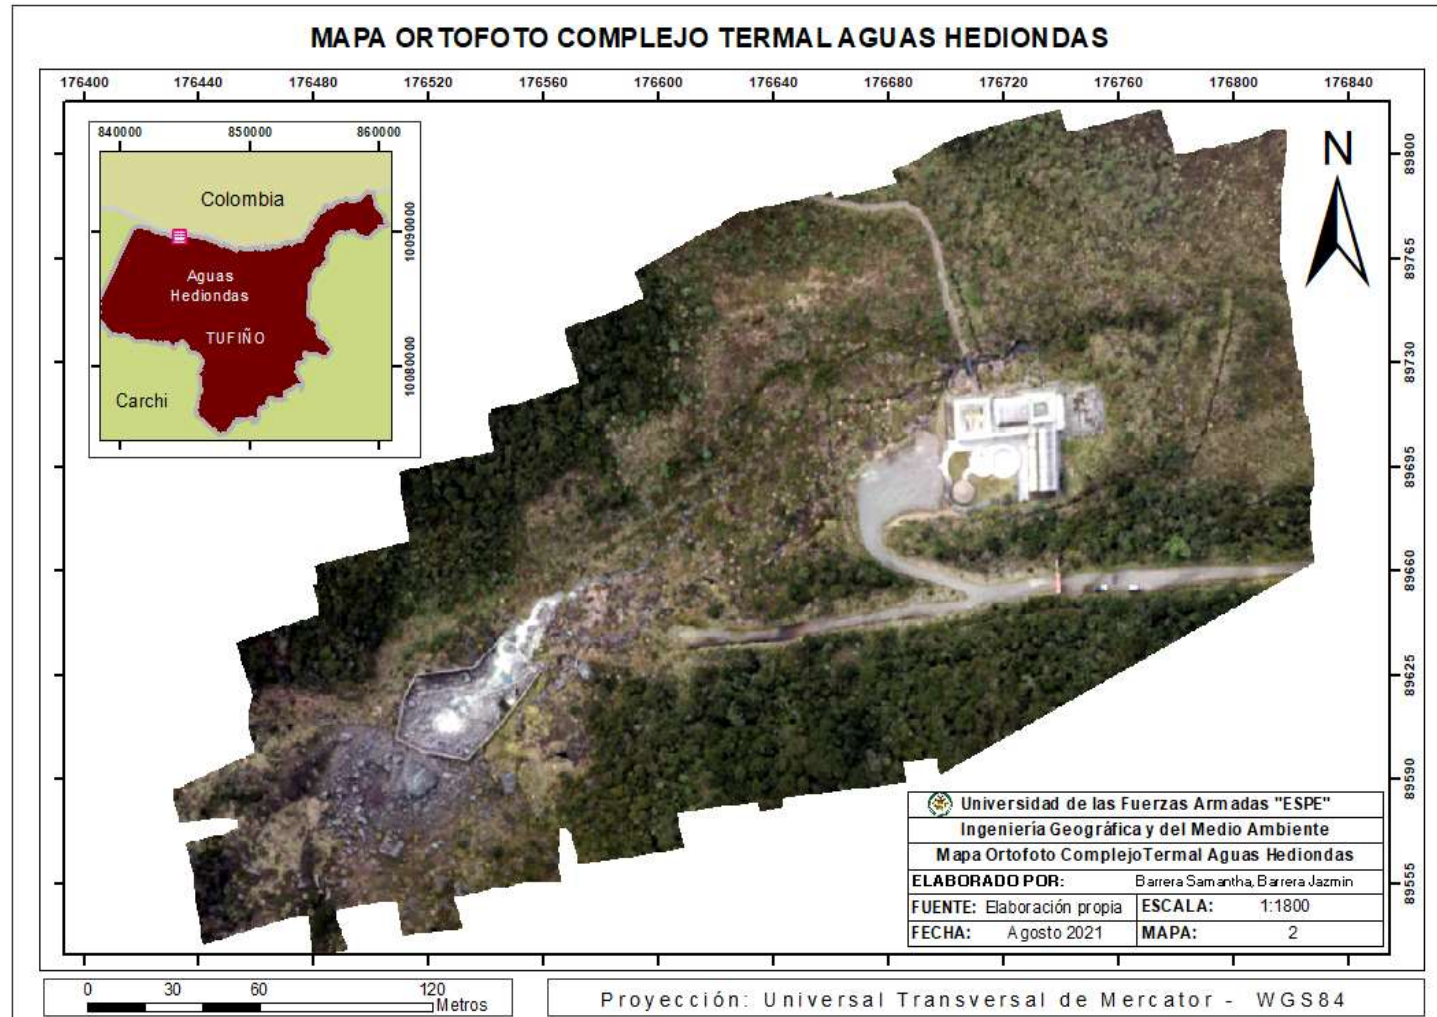 MAPA ORTOFOTO COMPLEJO TERMAL AGUAS HEDIONDAS
176400 176440 176480 176520 176560 176600 176640 176680 176720 176760 176800 176840
840000 850000 860000
Colombia
Aguas
Hediondas
TUFIÑO
Carchi
10090000
10080000
N
89800
89765
89730
89695
89660
89625
89590
89555
Universidad de las Fuerzas Armadas "ESPE"
Ingeniería Geográfica y del Medio Ambiente
Mapa Ortofoto Complejo Termal Aguas Hediondas
ELABORADO POR: Barrera Samantha, Barrera Jazmin
FUENTE: Elaboración propia ESCALA: 1:1800
FECHA: Agosto 2021 MAPA: 2
0 30 60 120
Metros
Proyección: Universal Transversal de Mercator - WGS84